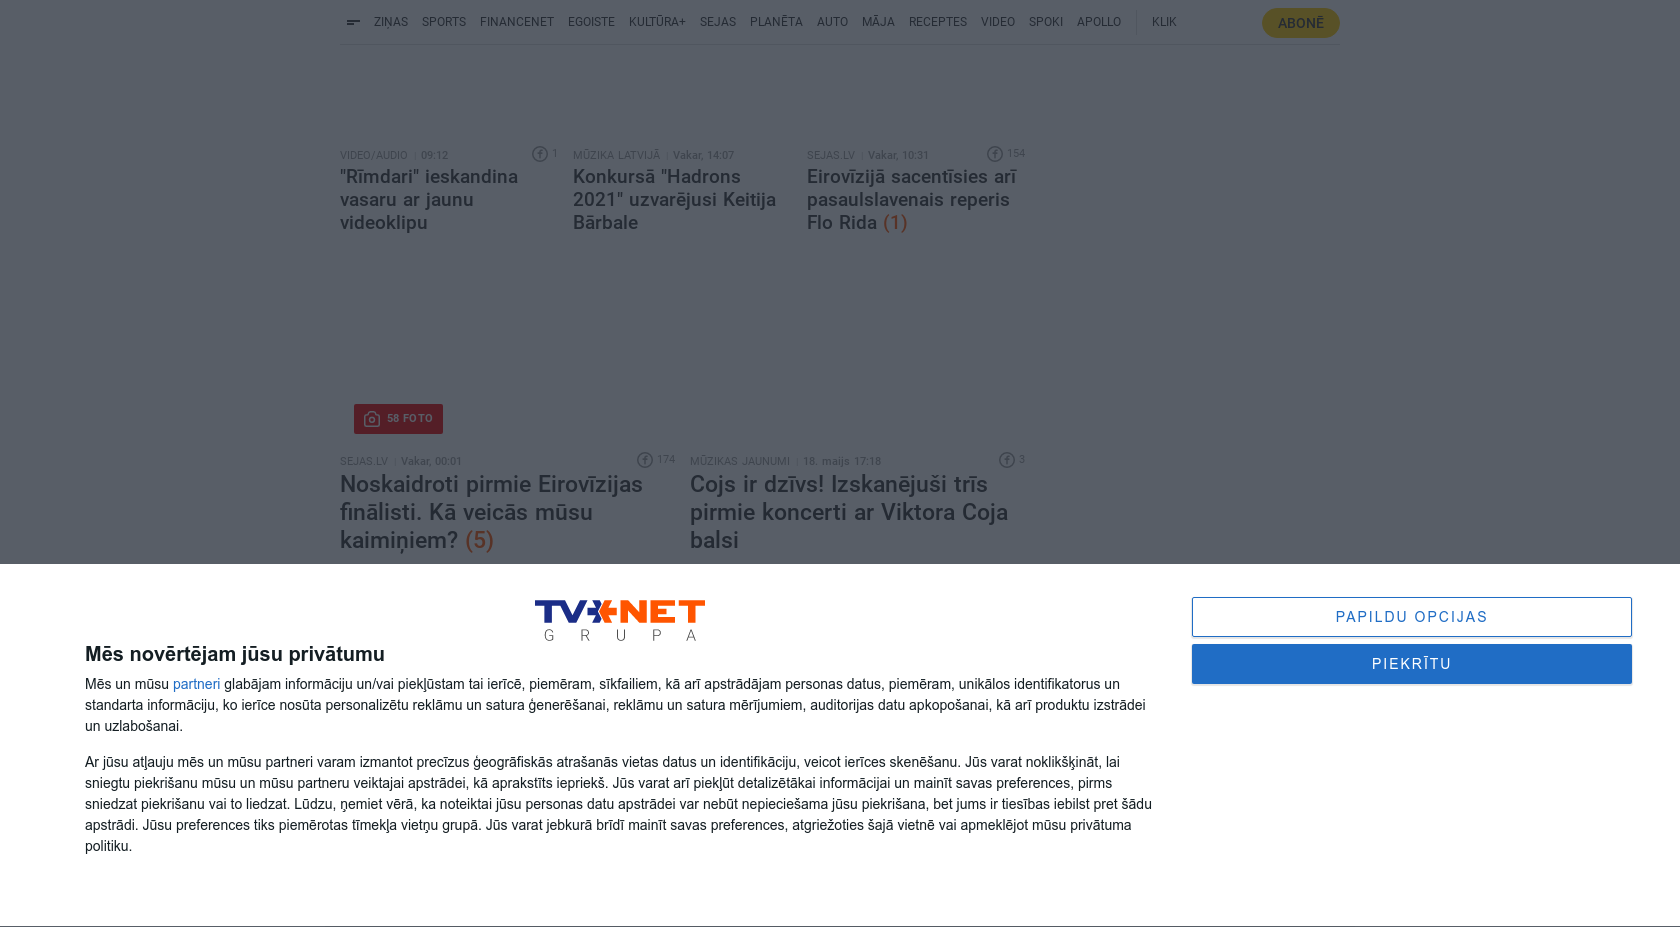 ZIŅAS SPORTS FINANCENET EGOISTE KULTŪRA+ SEJAS PLANĒTA AUTO MĀJA RECEPTES VIDEO SPOKI APOLLO KLIK ABONĒ
VIDEO/AUDIO 09:12 1
"Rīmdari" ieskandina
vasaru ar jaunu
videoklipu
MŪZIKA LATVIJĀ Vakar, 14:07
Konkursā "Hadrons
2021" uzvarējusi Keitija
Bārbale
SEJAS.LV Vakar, 10:31 154
Eirovīzijā sacentīsies arī
pasaulslavenais reperis
Flo Rida (1)
58 FOTO
SEJAS.LV Vakar, 00:01 174
Noskaidroti pirmie Eirovīzijas
finālisti. Kā veicās mūsu
kaimiņiem? (5)
MŪZIKAS JAUNUMI 18. maijs 17:18 3
Cojs ir dzīvs! Izskanējuši trīs
pirmie koncerti ar Viktora Coja
balsi
TVNET
GRUPA
Mēs novērtējam jūsu privātumu
Mēs un mūsu partneri glabājam informāciju un/vai piekļūstam tai ierīcē, piemēram, sīkfailiem, kā arī apstrādājam personas datus, piemēram, unikālos identifikatorus un
standarta informāciju, ko ierīce nosūta personalizētu reklāmu un satura ģenerēšanai, reklāmu un satura mērījumiem, auditorijas datu apkopošanai, kā arī produktu izstrādei
un uzlabošanai.
Ar jūsu atļauju mēs un mūsu partneri varam izmantot precīzus ģeogrāfiskās atrašanās vietas datus un identifikāciju, veicot ierīces skenēšanu. Jūs varat noklikšķināt, lai
sniegtu piekrišanu mūsu un mūsu partneru veiktajai apstrādei, kā aprakstīts iepriekš. Jūs varat arī piekļūt detalizētākai informācijai un mainīt savas preferences, pirms
sniedzat piekrišanu vai to liedzat. Lūdzu, ņemiet vērā, ka noteiktai jūsu personas datu apstrādei var nebūt nepieciešama jūsu piekrišana, bet jums ir tiesības iebilst pret šādu
apstrādi. Jūsu preferences tiks piemērotas tīmekļa vietņu grupā. Jūs varat jebkurā brīdī mainīt savas preferences, atgriežoties šajā vietnē vai apmeklējot mūsu privātuma
politiku.
PAPILDU OPCIJAS
PIEKRĪTU